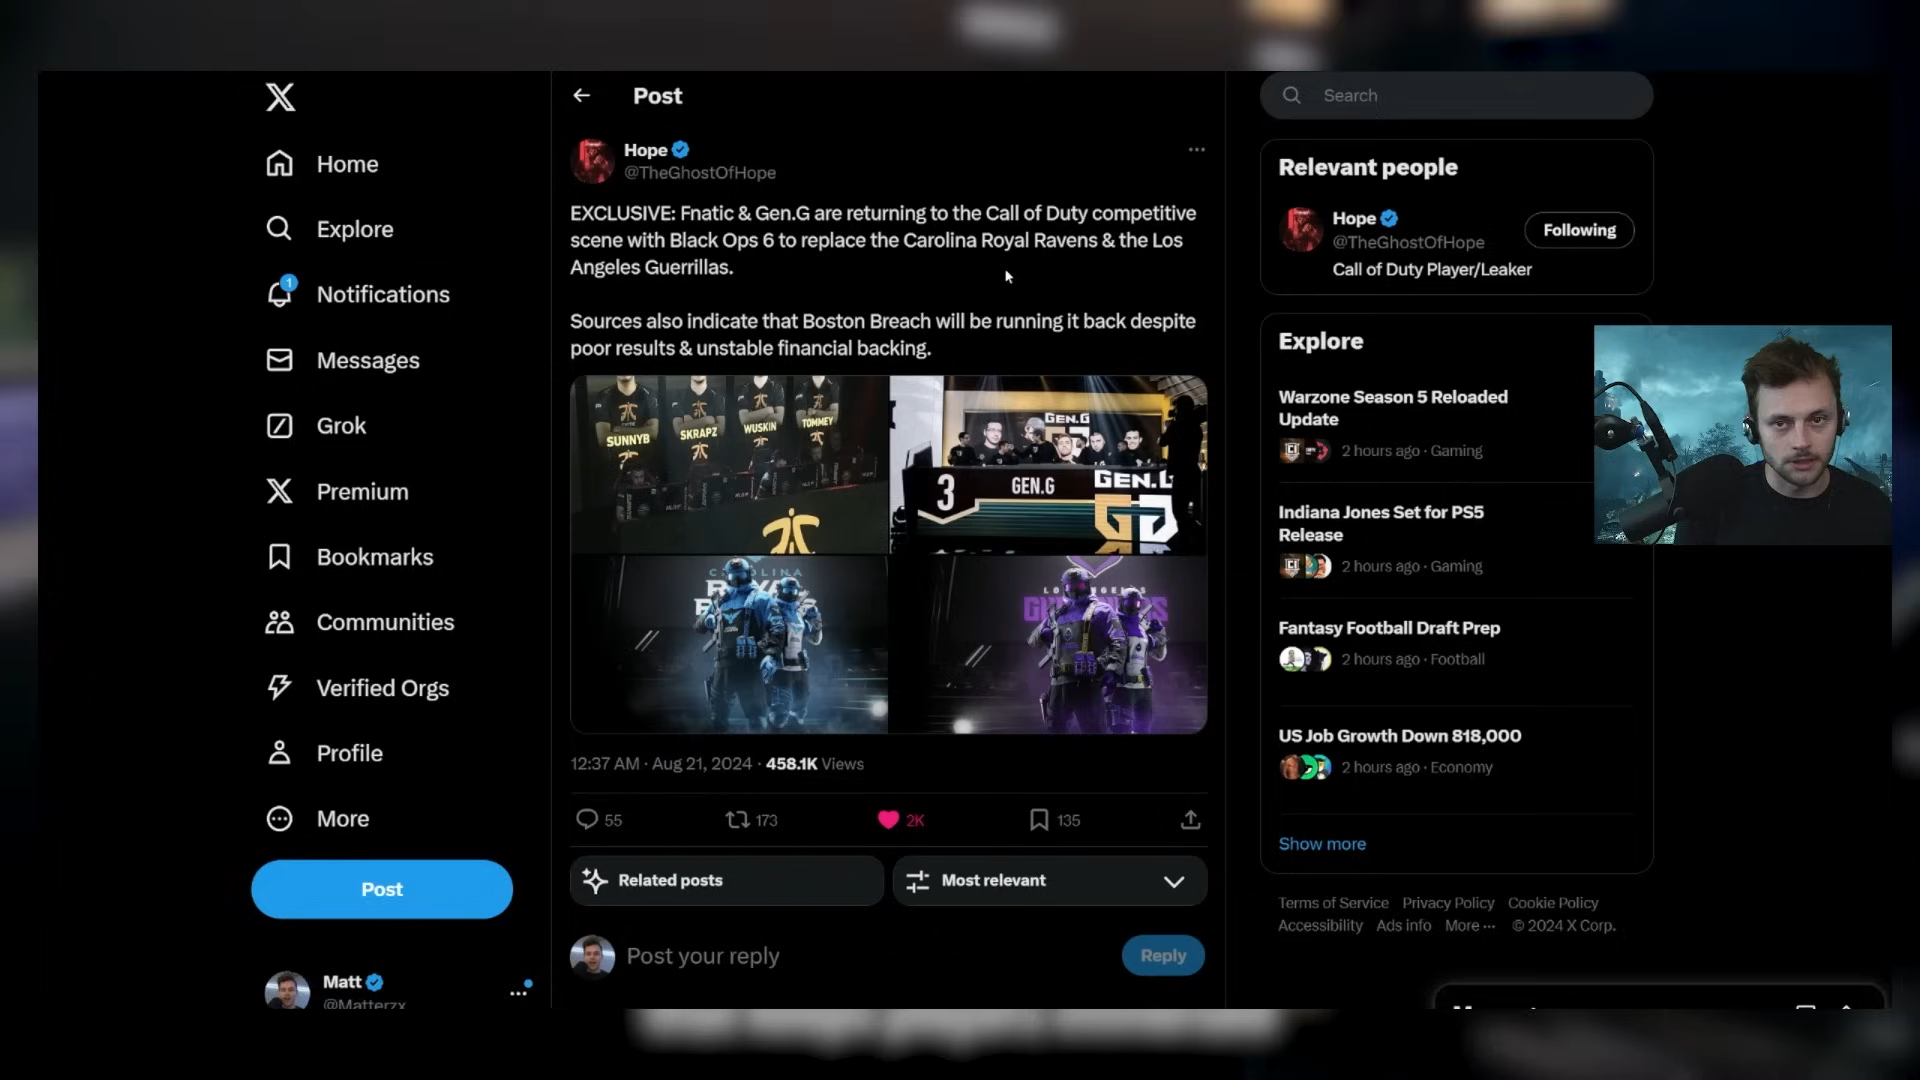 Home
Explore
1
Notifications
Messages
Grok
Premium
Bookmarks
Communities
Verified Orgs
Profile
More
Post
Matt
@Matterzx
Post
Hope
@TheGhostOfHope
EXCLUSIVE: Fnatic & Gen.G are returning to the Call of Duty competitive
scene with Black Ops 6 to replace the Carolina Royal Ravens & the Los
Angeles Guerrillas.
Sources also indicate that Boston Breach will be running it back despite
poor results & unstable financial backing.
SUNNYB
SKRAPZ
WUSKIN
TOMMEY
GEN.G
3
GEN.G
12:37 AM · Aug 21, 2024 · 458.1K Views
55
173
2K
135
Related posts
Most relevant
Post your reply
Reply
Search
Relevant people
Hope
@TheGhostOfHope
Call of Duty Player/Leaker
Following
Explore
Warzone Season 5 Reloaded
Update
2 hours ago · Gaming
Indiana Jones Set for PS5
Release
2 hours ago · Gaming
Fantasy Football Draft Prep
2 hours ago · Football
US Job Growth Down 818,000
2 hours ago · Economy
Show more
Terms of Service Privacy Policy Cookie Policy
Accessibility Ads info More ··· © 2024 X Corp.